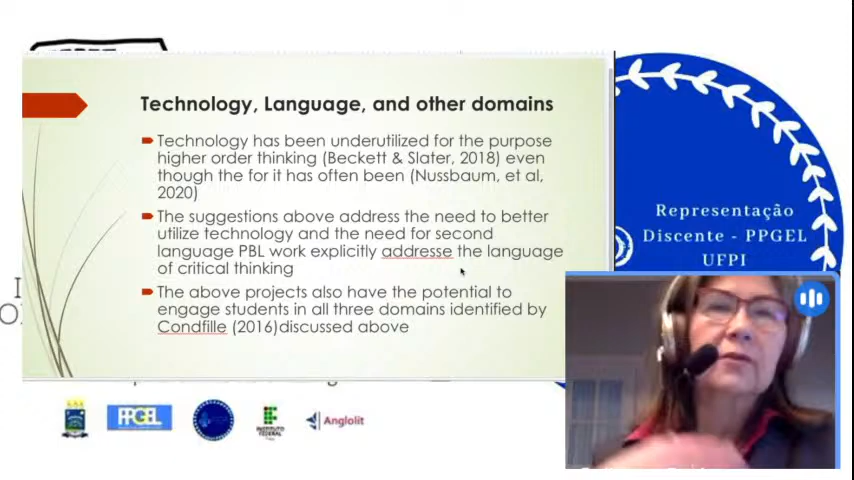 Technology, Language, and other domains
Technology has been underutilized for the purpose
higher order thinking (Beckett & Slater, 2018) even
though the for it has often been (Nussbaum, et al,
2020)
The suggestions above address the need to better
utilize technology and the need for second
language PBL work explicitly addresse the language
of critical thinking
The above projects also have the potential to
engage students in all three domains identified by
Condfille (2016)discussed above
Representação
Discente - PPGEL
UFPI
PPGEL
INSTITUTO
FEDERAL
Anglolit